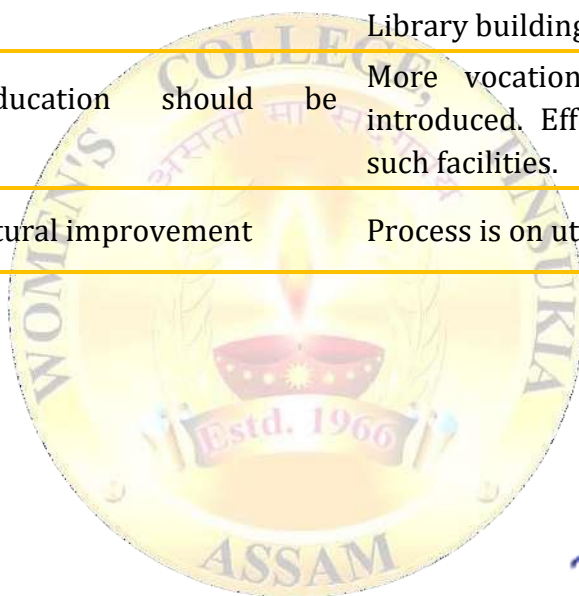 Library building
ducation should be
More vocation
introduced. Eff
such facilities.
tural improvement
Process is on ut
WOMEN'S COLLEGE, TINSUKIA
असतो मा सद्गमय
Estd. 1966
ASSAM